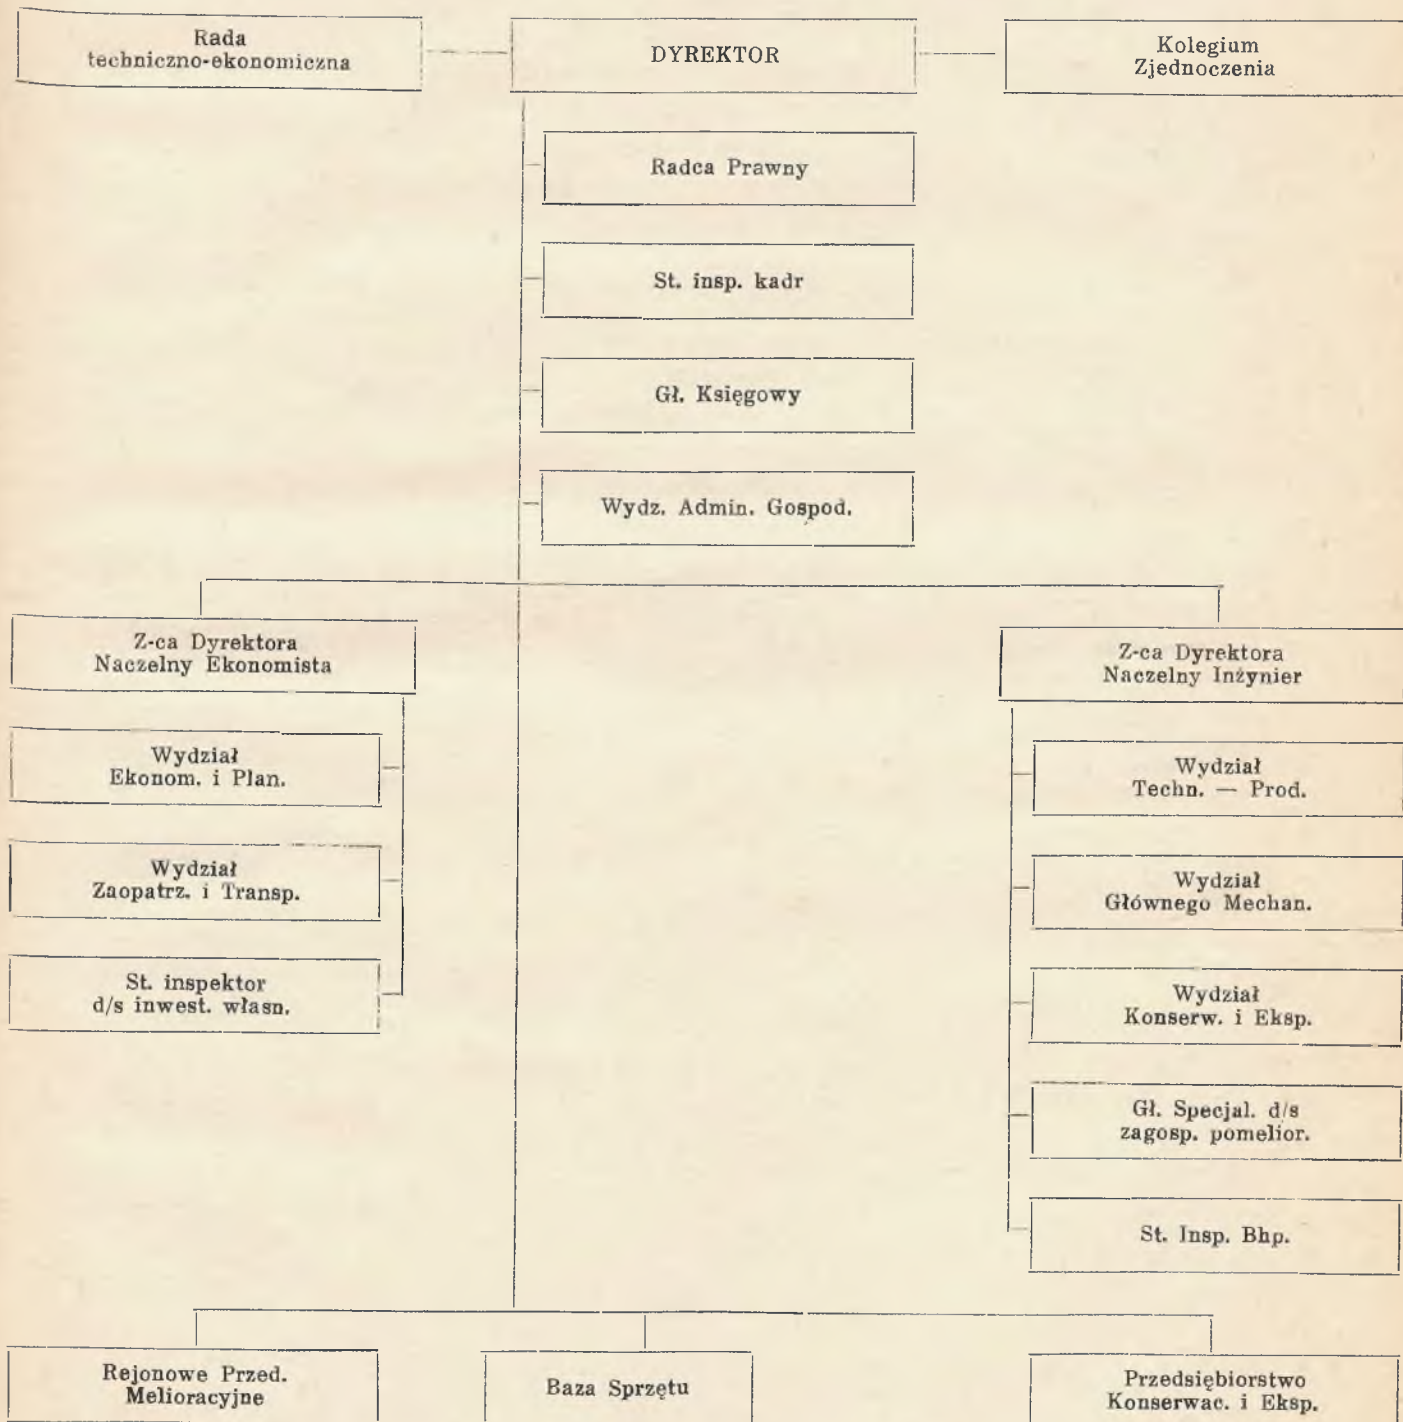 Rada
techniczno-ekonomiczna
DYREKTOR
Kolegium
Zjednoczenia
Radca Prawny
St. insp. kadr
Gł. Księgowy
Wydz. Admin. Gospod.
Z-ca Dyrektora
Naczelny Ekonomista
Wydział
Ekonom. i Plan.
Wydział
Zaopatrz. i Transp.
St. inspektor
d/s inwest. własn.
Z-ca Dyrektora
Naczelny Inżynier
Wydział
Techn. — Prod.
Wydział
Głównego Mechan.
Wydział
Konserw. i Eksp.
Gł. Specjal. d/s
zagosp. pomelior.
St. Insp. Bhp.
Rejonowe Przed.
Melioracyjne
Baza Sprzętu
Przedsiębiorstwo
Konserwac. i Eksp.